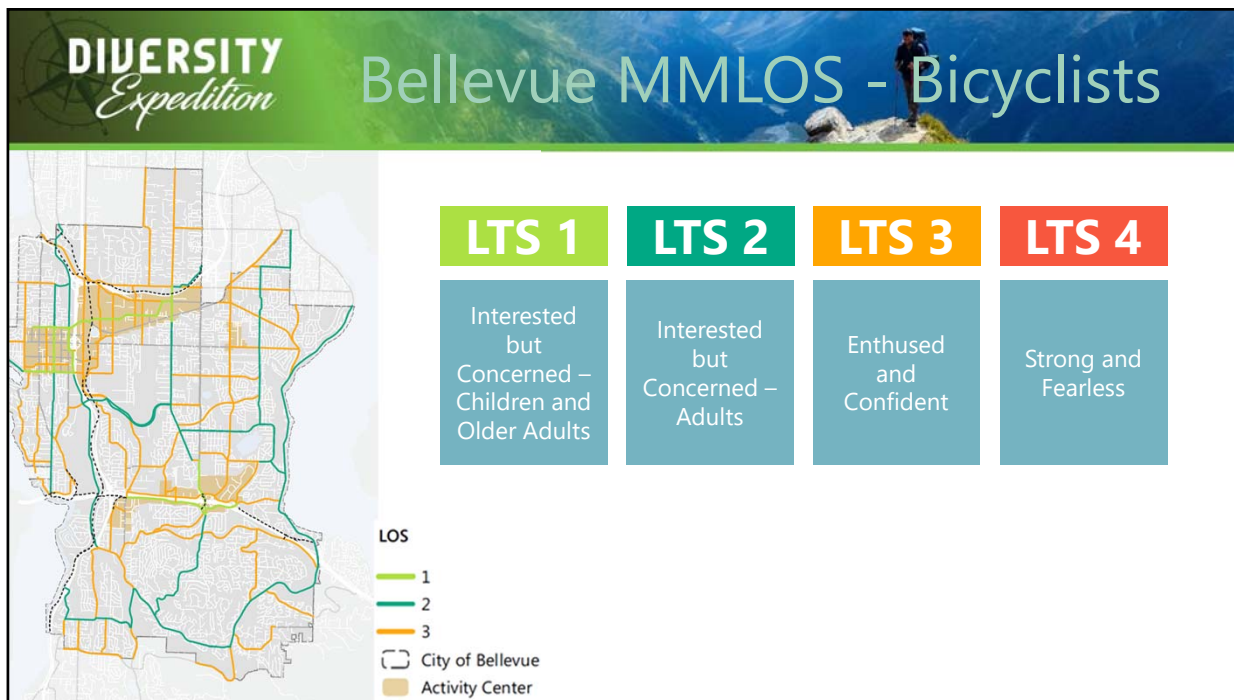 DIVERSITY
Expedition
Bellevue MMLOS - Bicyclists
LTS 1
Interested
but
Concerned –
Children and
Older Adults
LTS 2
Interested
but
Concerned –
Adults
LTS 3
Enthused
and
Confident
LTS 4
Strong and
Fearless
LOS
1
2
3
City of Bellevue
Activity Center